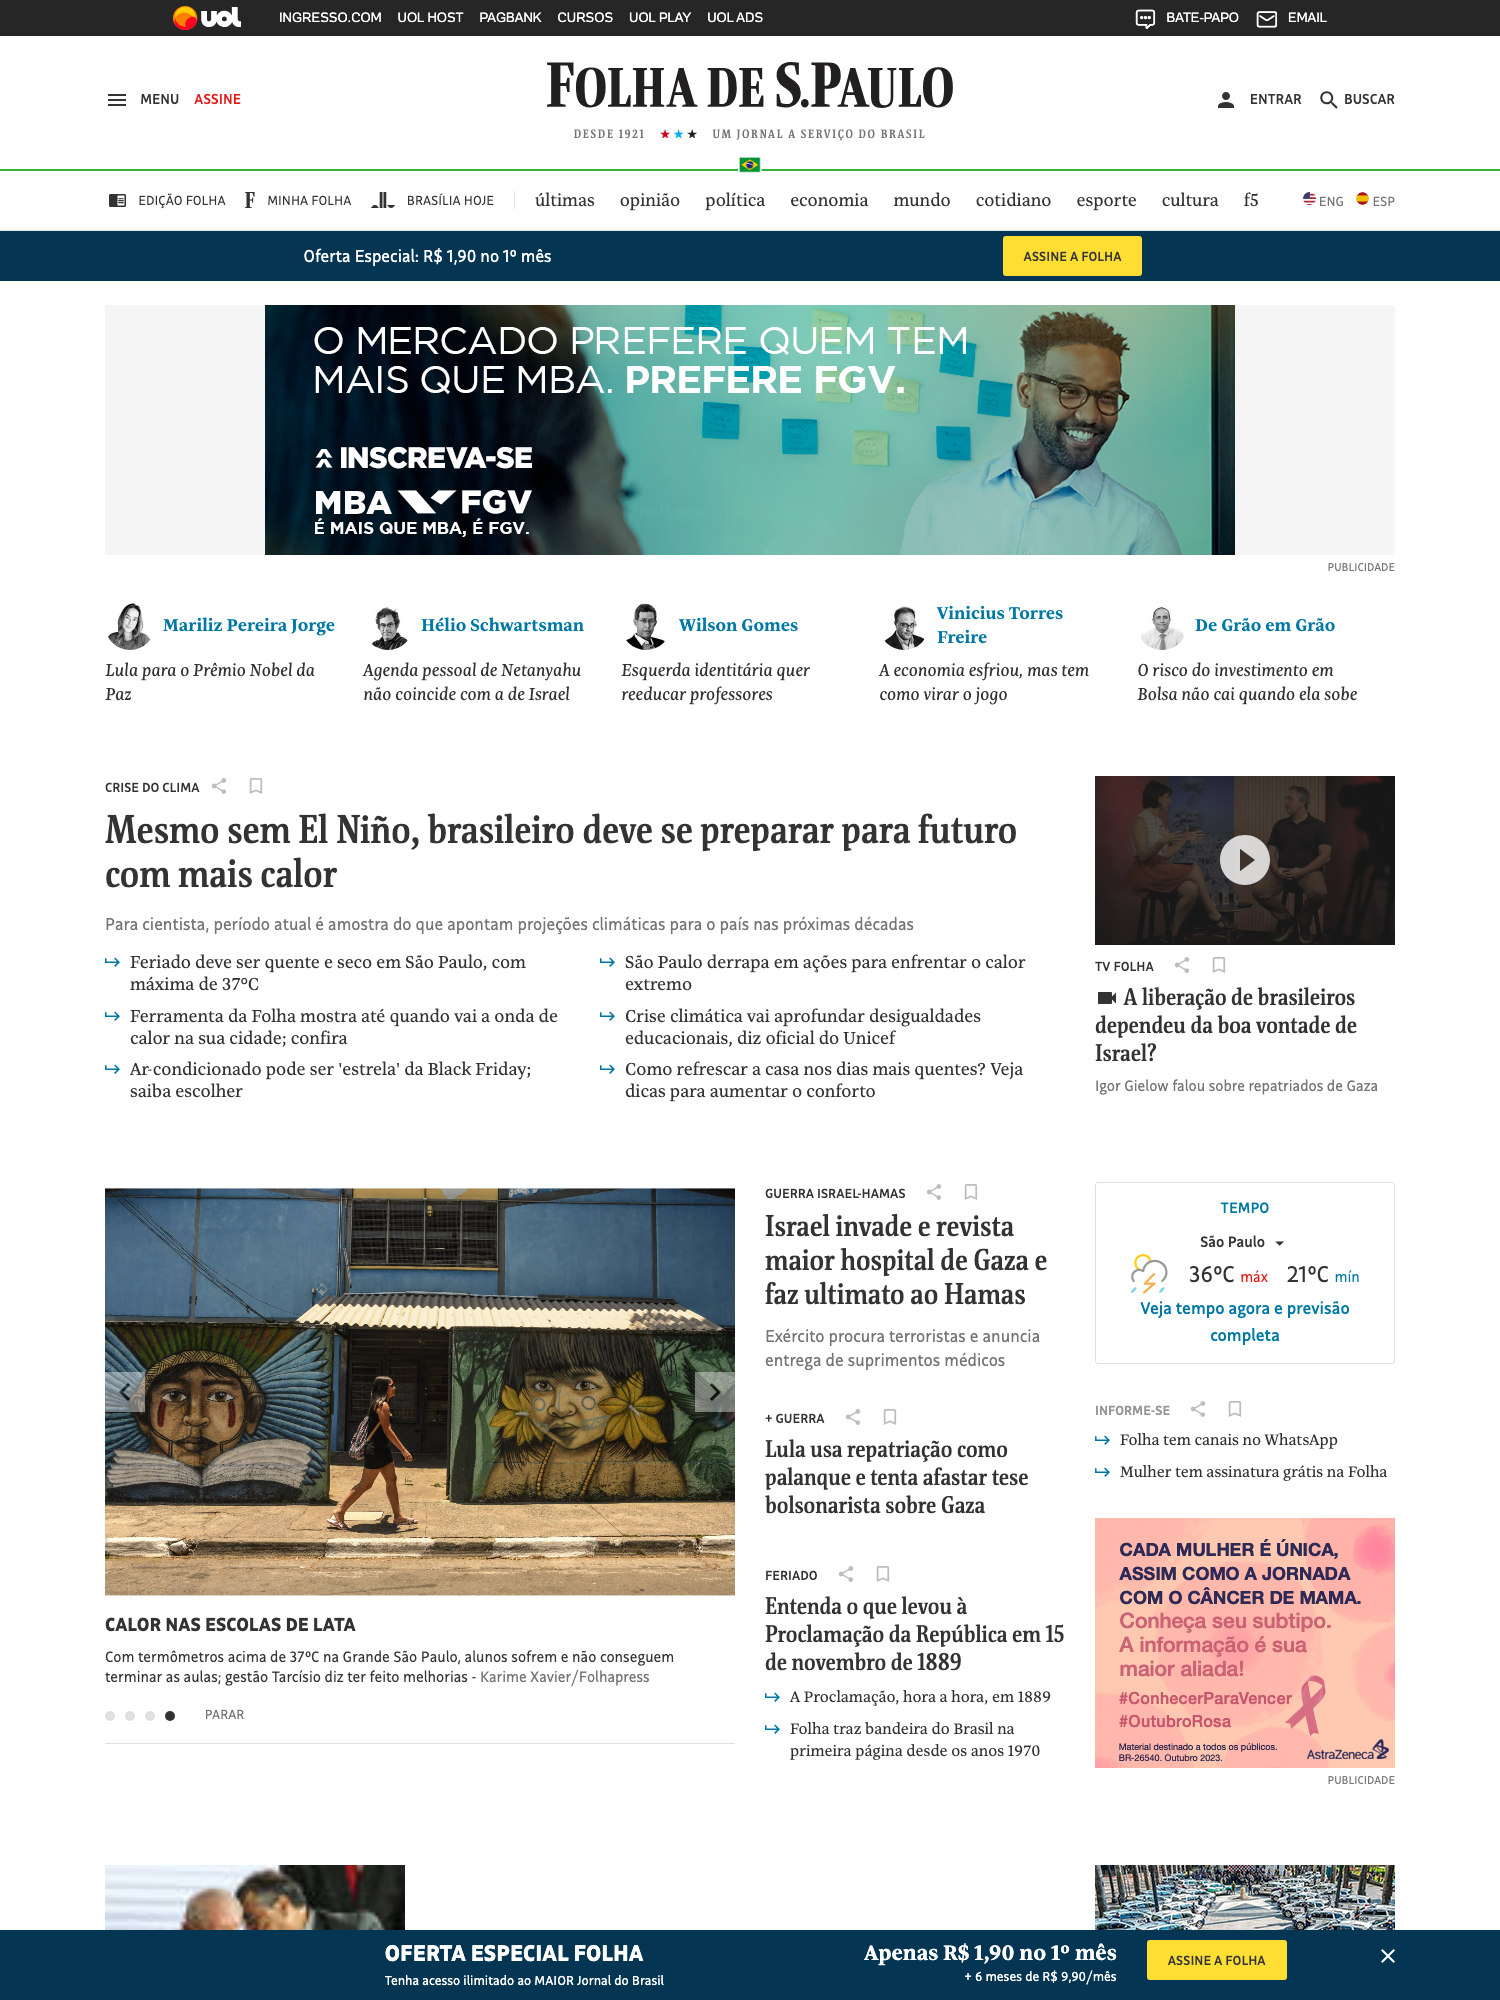 uol INGRESSO.COM UOL HOST PAGBANK CURSOS UOL PLAY UOL ADS BATE-PAPO EMAIL
MENU ASSINE
FOLHA DE S.PAULO
DESDE 1921 ★★★ UM JORNAL A SERVIÇO DO BRASIL
ENTRAR BUSCAR
EDIÇÃO FOLHA F MINHA FOLHA BRASÍLIA HOJE últimas opinião política economia mundo cotidiano esporte cultura f5 ENG ESP
Oferta Especial: R$ 1,90 no 1º mês ASSINE A FOLHA
O MERCADO PREFERE QUEM TEM
MAIS QUE MBA. PREFERE FGV.
INSCREVA-SE
MBA FGV
É MAIS QUE MBA, É FGV.
PUBLICIDADE
Mariliz Pereira Jorge
Lula para o Prêmio Nobel da
Paz
Hélio Schwartsman
Agenda pessoal de Netanyahu
não coincide com a de Israel
Wilson Gomes
Esquerda identitária quer
reeducar professores
Vinicius Torres
Freire
A economia esfriou, mas tem
como virar o jogo
De Grão em Grão
O risco do investimento em
Bolsa não cai quando ela sobe
CRISE DO CLIMA
Mesmo sem El Niño, brasileiro deve se preparar para futuro
com mais calor
Para cientista, período atual é amostra do que apontam projeções climáticas para o país nas próximas décadas
Feriado deve ser quente e seco em São Paulo, com
máxima de 37ºC
Ferramenta da Folha mostra até quando vai a onda de
calor na sua cidade; confira
Ar-condicionado pode ser 'estrela' da Black Friday;
saiba escolher
São Paulo derrapa em ações para enfrentar o calor
extremo
Crise climática vai aprofundar desigualdades
educacionais, diz oficial do Unicef
Como refrescar a casa nos dias mais quentes? Veja
dicas para aumentar o conforto
TV FOLHA
A liberação de brasileiros
dependeu da boa vontade de
Israel?
Igor Gielow falou sobre repatriados de Gaza
CALOR NAS ESCOLAS DE LATA
Com termômetros acima de 37ºC na Grande São Paulo, alunos sofrem e não conseguem
terminar as aulas; gestão Tarcísio diz ter feito melhorias - Karime Xavier/Folhapress
PARAR
GUERRA ISRAEL-HAMAS
Israel invade e revista
maior hospital de Gaza e
faz ultimato ao Hamas
Exército procura terroristas e anuncia
entrega de suprimentos médicos
+ GUERRA
Lula usa repatriação como
palanque e tenta afastar tese
bolsonarista sobre Gaza
FERIADO
Entenda o que levou à
Proclamação da República em 15
de novembro de 1889
A Proclamação, hora a hora, em 1889
Folha traz bandeira do Brasil na
primeira página desde os anos 1970
TEMPO
São Paulo
36ºC máx 21ºC mín
Veja tempo agora e previsão
completa
INFORME-SE
Folha tem canais no WhatsApp
Mulher tem assinatura grátis na Folha
CADA MULHER É ÚNICA,
ASSIM COMO A JORNADA
COM O CÂNCER DE MAMA.
Conheça seu subtipo.
A informação é sua
maior aliada!
#ConhecerParaVencer
#OutubroRosa
Material destinado a todos os públicos.
BR-26540. Outubro 2023.
AstraZeneca
PUBLICIDADE
OFERTA ESPECIAL FOLHA
Tenha acesso ilimitado ao MAIOR Jornal do Brasil
Apenas R$ 1,90 no 1º mês
+ 6 meses de R$ 9,90/mês
ASSINE A FOLHA